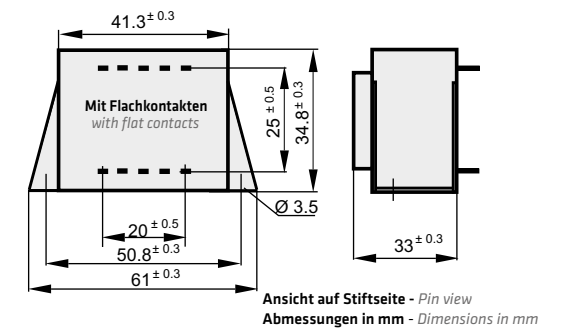 41.3± 0.3
Mit Flachkontakten
with flat contacts
25 ± 0.5
34.8± 0.3
Ø 3.5
20± 0.5
50.8± 0.3
61± 0.3
33± 0.3
Ansicht auf Stiftseite - Pin view
Abmessungen in mm - Dimensions in mm